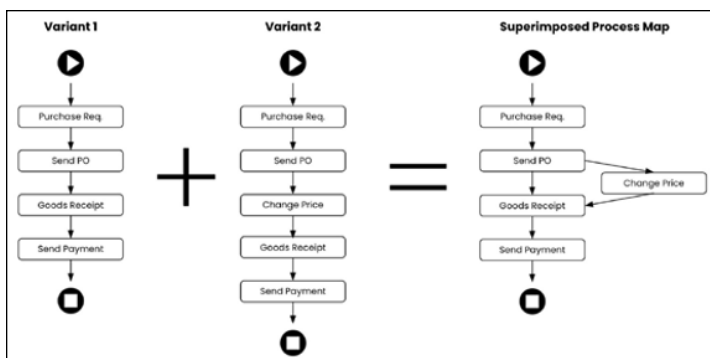 Variant 1
Purchase Req.
Send PO
Goods Receipt
Send Payment
Variant 2
Purchase Req.
Send PO
Change Price
Goods Receipt
Send Payment
Superimposed Process Map
Purchase Req.
Send PO
Change Price
Goods Receipt
Send Payment